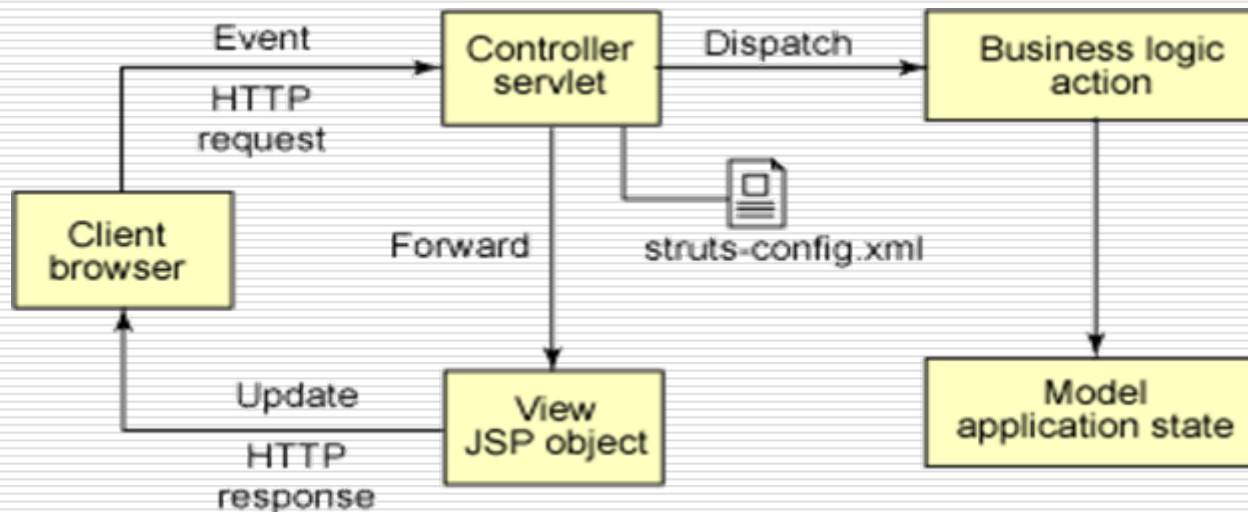 Event
HTTP
request
Controller
servlet
Dispatch
Business logic
action
Client
browser
Forward
struts-config.xml
Update
HTTP
response
View
JSP object
Model
application state